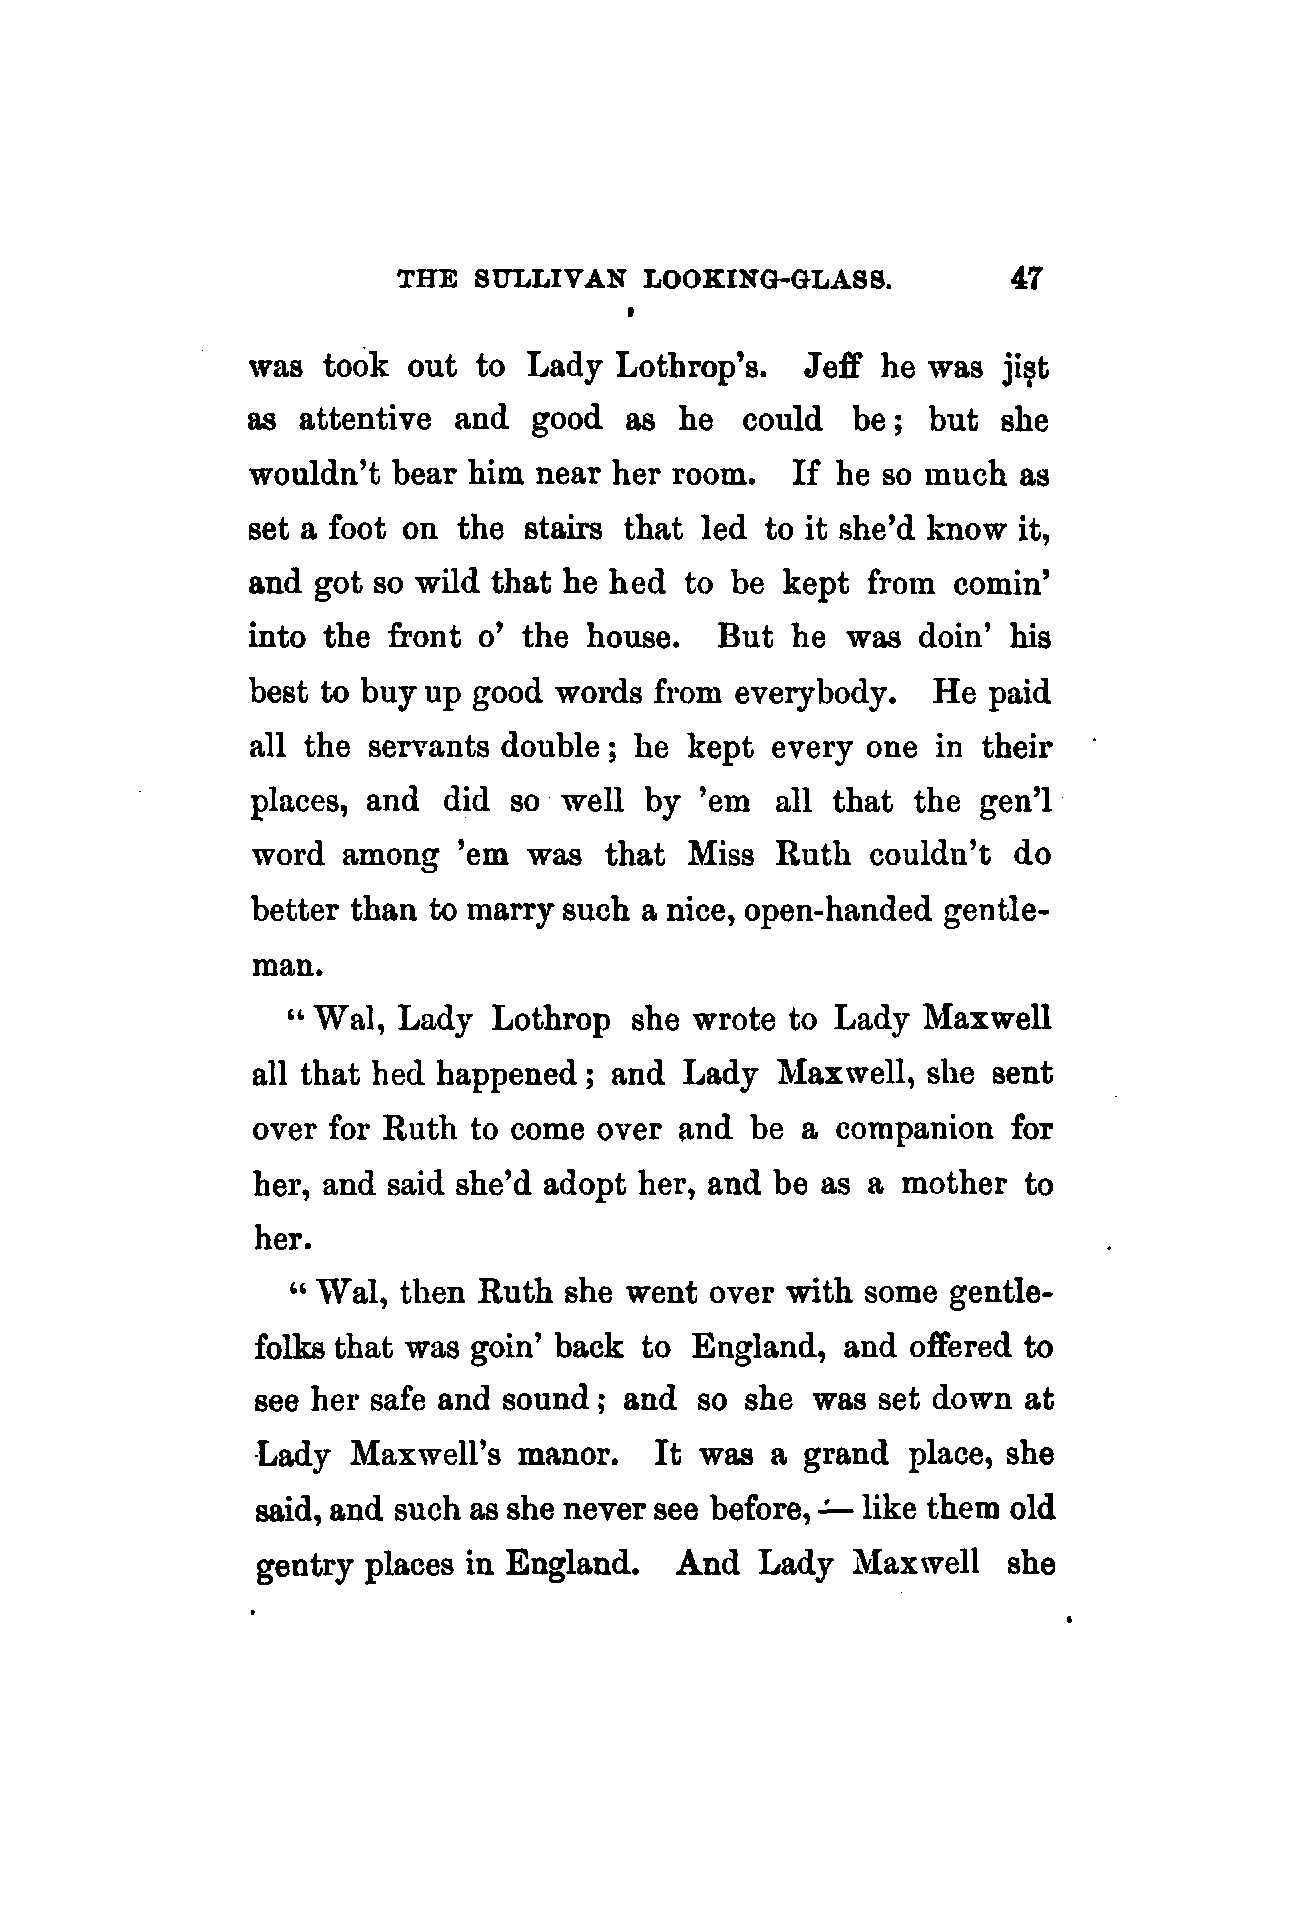 THE SULLIVAN LOOKING-GLASS. 47
was took out to Lady Lothrop's. Jeff he was jist
as attentive and good as he could be; but she
wouldn't bear him near her room. If he so much as
set a foot on the stairs that led to it she'd know it,
and got so wild that he hed to be kept from comin'
into the front o' the house. But he was doin' his
best to buy up good words from everybody. He paid
all the servants double; he kept every one in their
places, and did so well by 'em all that the gen'l
word among 'em was that Miss Ruth couldn't do
better than to marry such a nice, open-handed gentle-
man.
"Wal, Lady Lothrop she wrote to Lady Maxwell
all that hed happened; and Lady Maxwell, she sent
over for Ruth to come over and be a companion for
her, and said she'd adopt her, and be as a mother to
her.
"Wal, then Ruth she went over with some gentle-
folks that was goin' back to England, and offered to
see her safe and sound; and so she was set down at
Lady Maxwell's manor. It was a grand place, she
said, and such as she never see before,— like them old
gentry places in England. And Lady Maxwell she